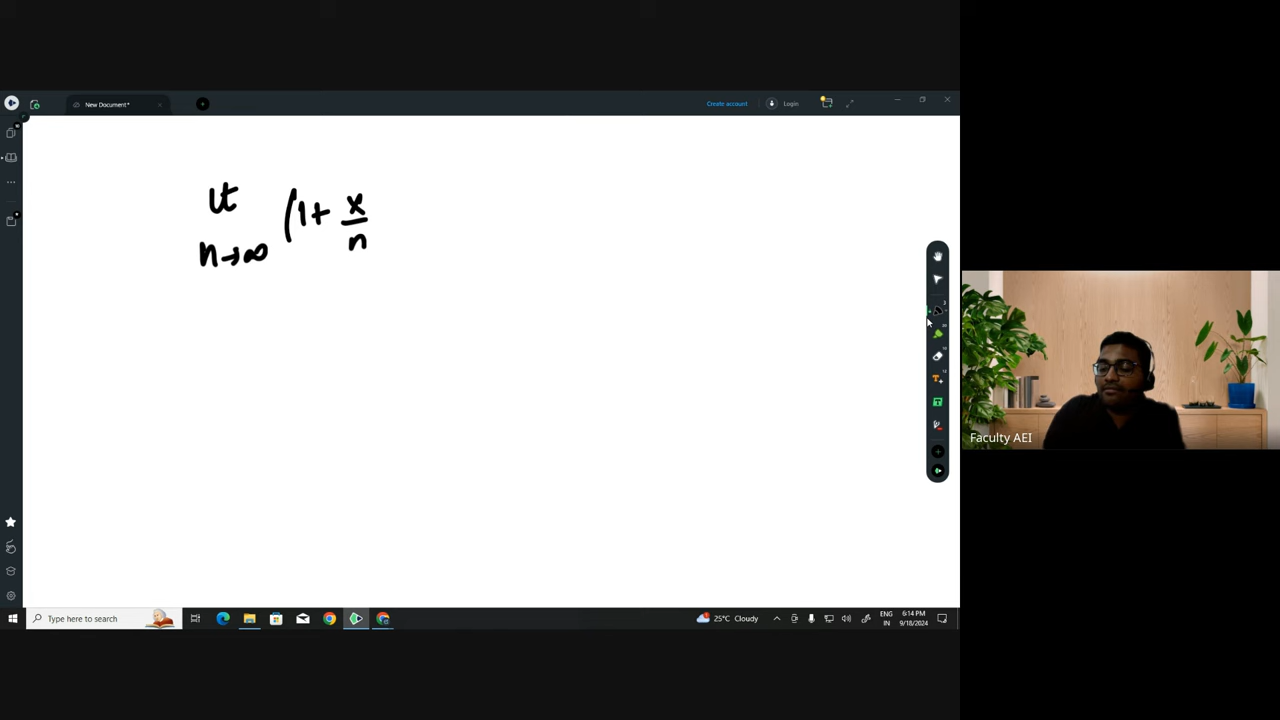 New Document*
Create account
Login
lt (1+ x/n
n→∞
Faculty AEI
Type here to search
25°C Cloudy
ENG
IN
6:14 PM
9/18/2024